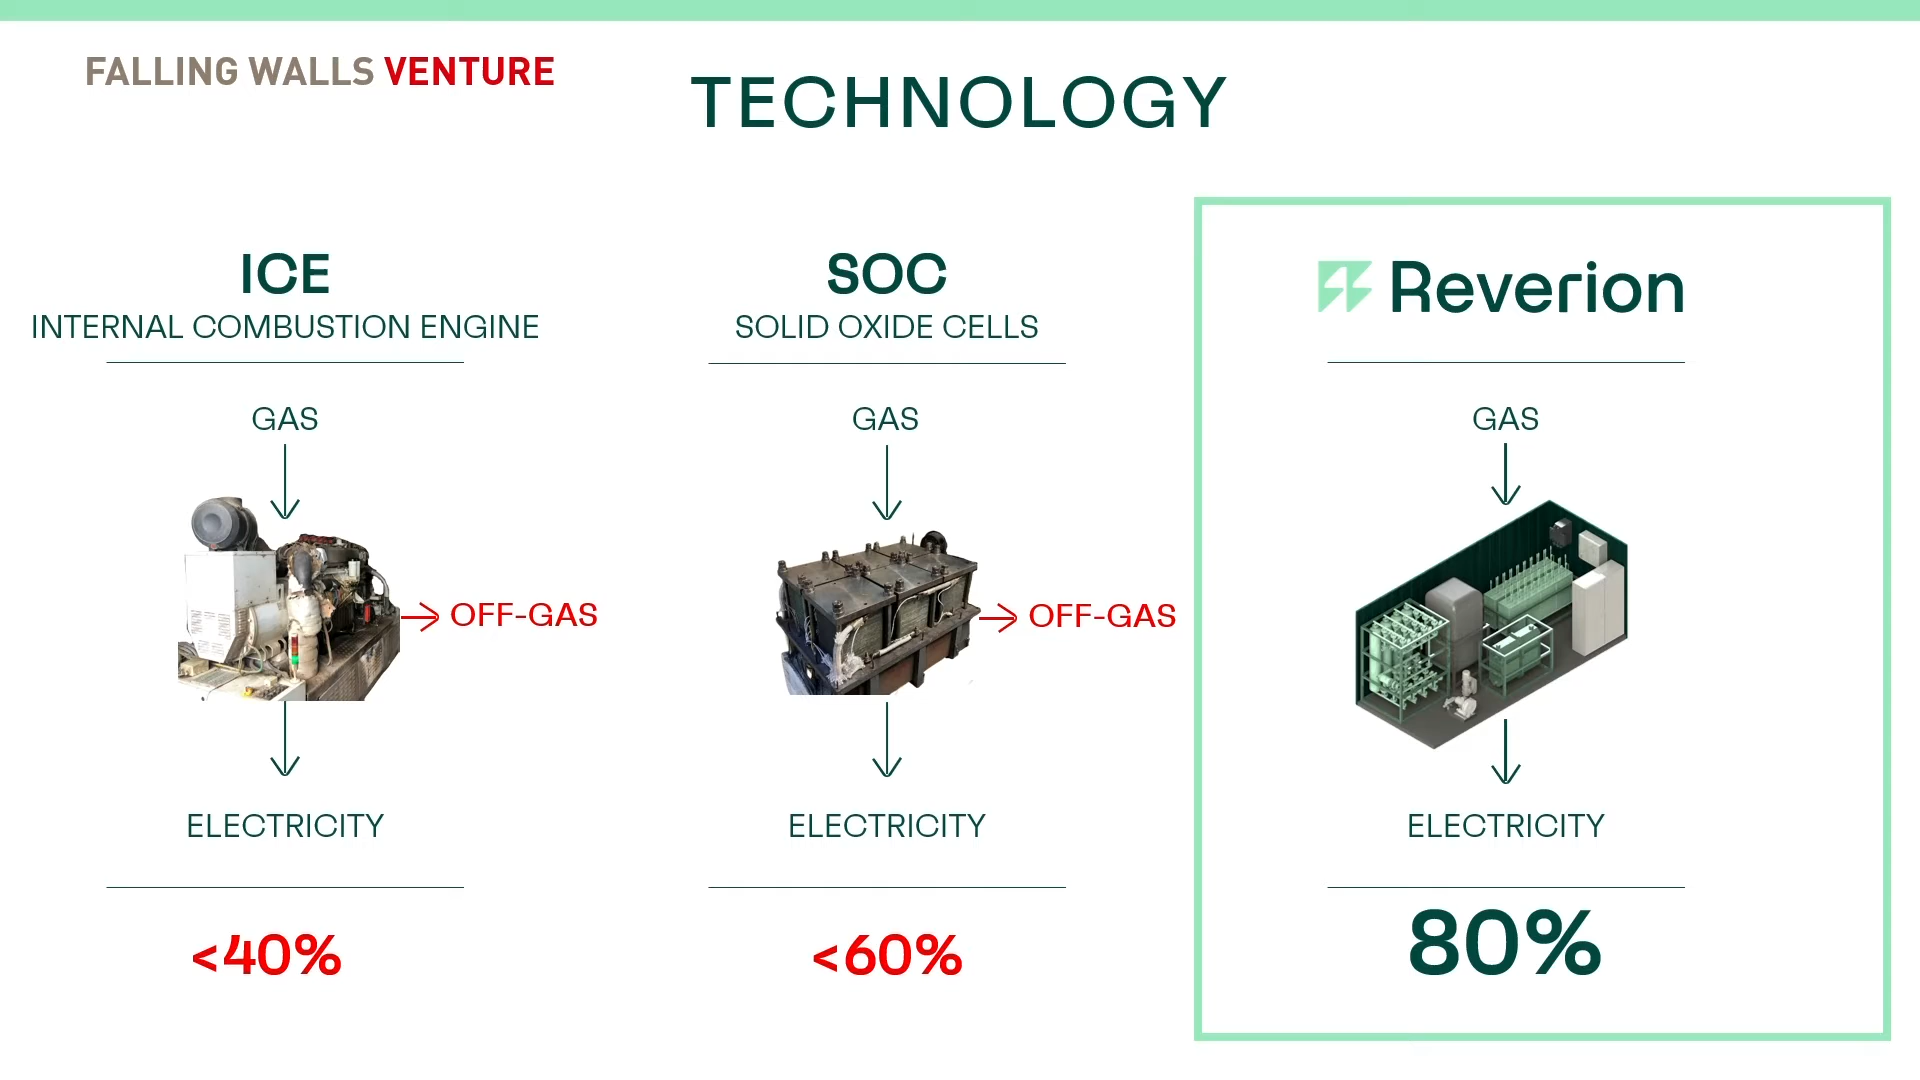 FALLING WALLS VENTURE
TECHNOLOGY
ICE
INTERNAL COMBUSTION ENGINE
GAS
OFF-GAS
ELECTRICITY
<40%
SOC
SOLID OXIDE CELLS
GAS
OFF-GAS
ELECTRICITY
<60%
Reverion
GAS
ELECTRICITY
80%